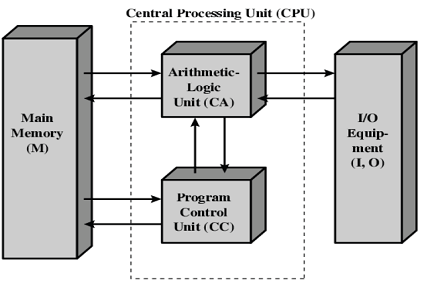 Central Processing Unit (CPU)
Main
Memory
(M)
Arithmetic-
Logic
Unit (CA)
Program
Control
Unit (CC)
I/O
Equip-
ment
(I, O)